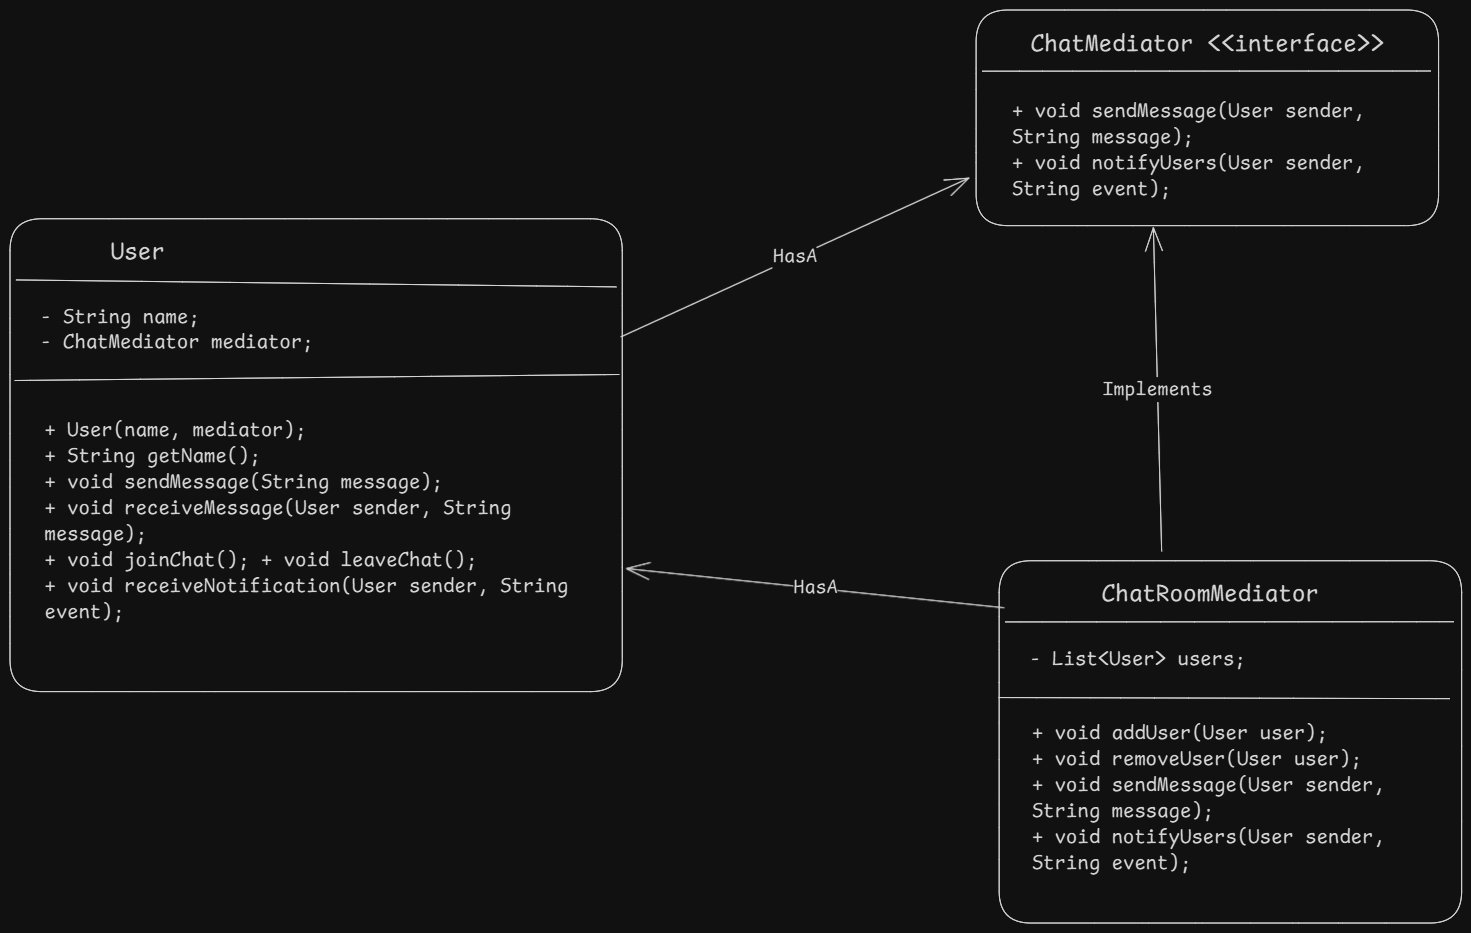 ChatMediator <<interface>>
+ void sendMessage(User sender,
String message);
+ void notifyUsers(User sender,
String event);
User
- String name;
- ChatMediator mediator;
+ User(name, mediator);
+ String getName();
+ void sendMessage(String message);
+ void receiveMessage(User sender, String
message);
+ void joinChat(); + void leaveChat();
+ void receiveNotification(User sender, String
event);
HasA
Implements
HasA
ChatRoomMediator
- List<User> users;
+ void addUser(User user);
+ void removeUser(User user);
+ void sendMessage(User sender,
String message);
+ void notifyUsers(User sender,
String event);